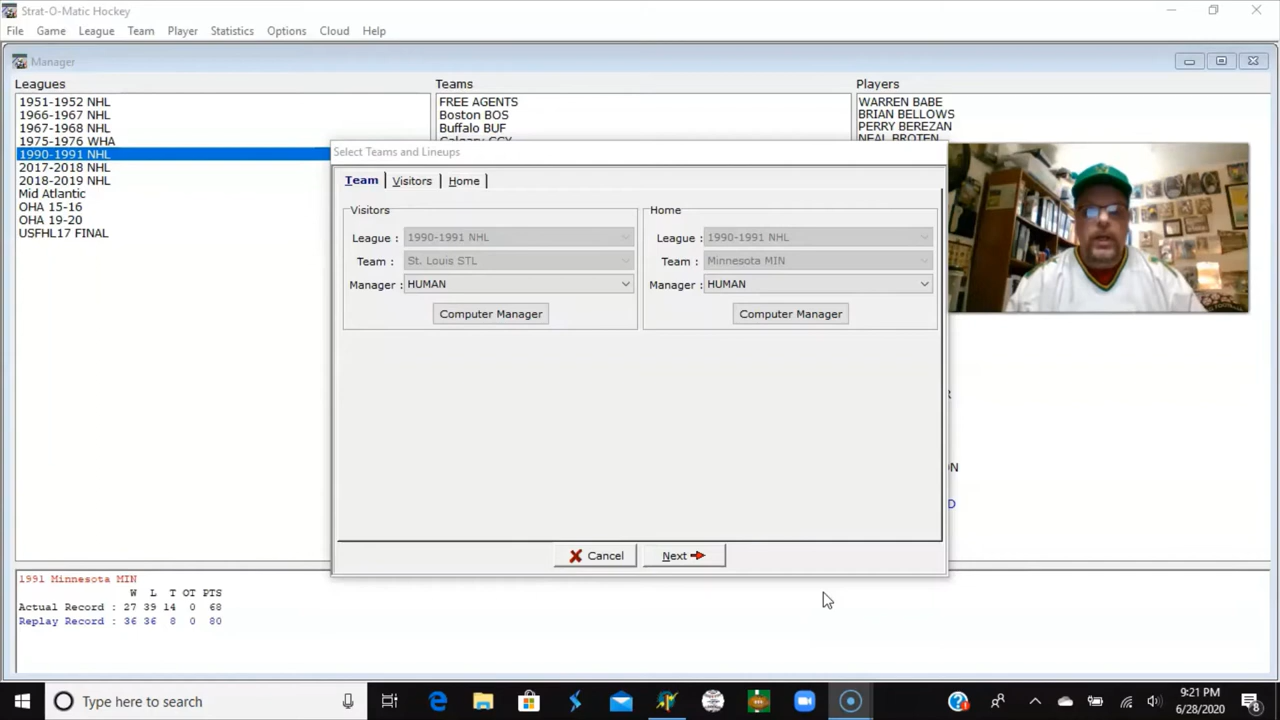 Strat-O-Matic Hockey
File Game League Team Player Statistics Options Cloud Help
Manager
Leagues Teams Players
1951-1952 NHL
1966-1967 NHL
1967-1968 NHL
1975-1976 WHA
1990-1991 NHL
2017-2018 NHL
2018-2019 NHL
Mid Atlantic
OHA 15-16
OHA 19-20
USFHL17 FINAL
FREE AGENTS
Boston BOS
Buffalo BUF
Calgary CGY
WARREN BABE
BRIAN BELLOWS
PERRY BEREZAN
NEAL BROTEN
Select Teams and Lineups
Team Visitors Home
Visitors
League : 1990-1991 NHL
Team : St. Louis STL
Manager : HUMAN
Computer Manager
Home
League : 1990-1991 NHL
Team : Minnesota MIN
Manager : HUMAN
Computer Manager
Cancel Next
1991 Minnesota MIN
W L T OT PTS
Actual Record : 27 39 14 0 68
Replay Record : 36 36 8 0 80
Type here to search
9:21 PM
6/28/2020
8